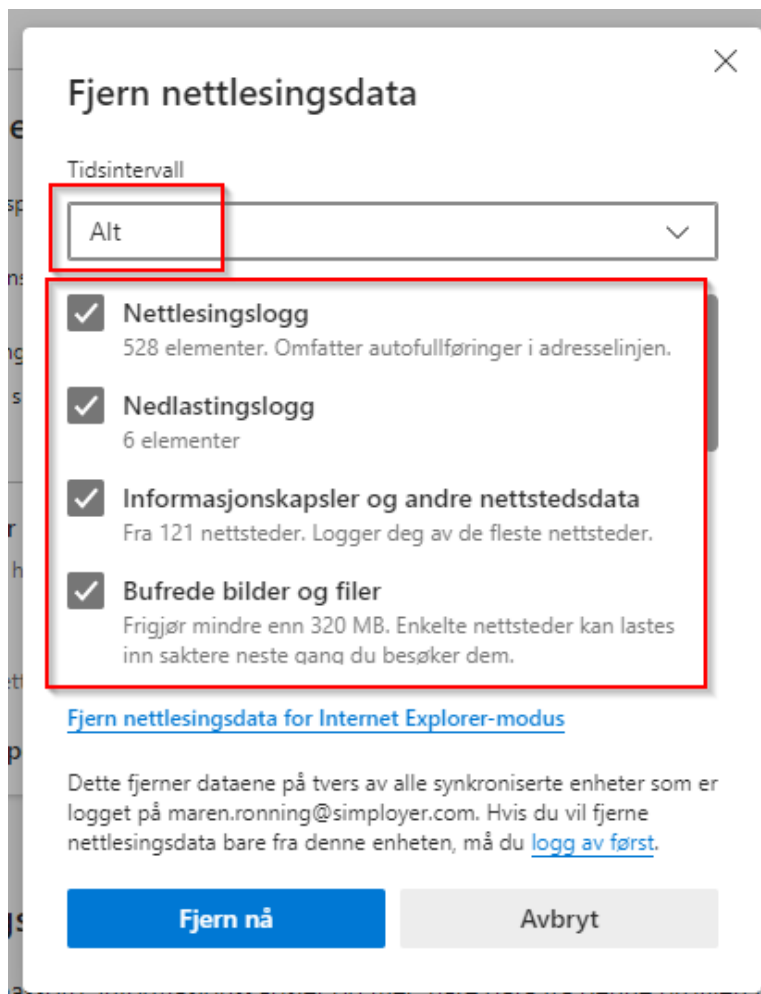 Fjern nettlesingsdata
Tidsintervall
Alt
Nettlesingslogg
528 elementer. Omfatter autofullføringer i adresselinjen.
Nedlastingslogg
6 elementer
Informasjonskapsler og andre nettstedsdata
Fra 121 nettsteder. Logger deg av de fleste nettsteder.
Bufrede bilder og filer
Frigjør mindre enn 320 MB. Enkelte nettsteder kan lastes
inn saktere neste gang du besøker dem.
Fjern nettlesingsdata for Internet Explorer-modus
Dette fjerner dataene på tvers av alle synkroniserte enheter som er
logget på maren.ronning@simployer.com. Hvis du vil fjerne
nettlesingsdata bare fra denne enheten, må du logg av først.
Fjern nå
Avbryt